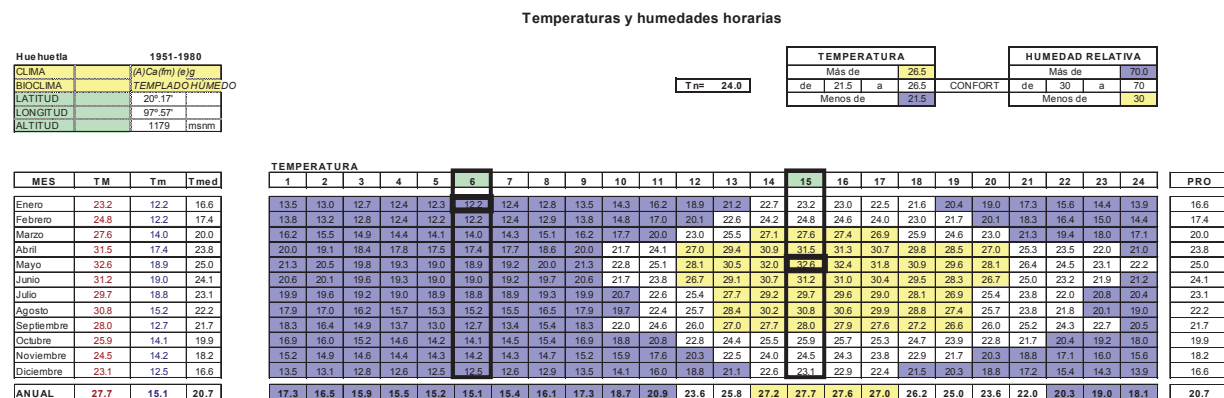 Temperaturas y humedades horarias
Huehuetla 1951-1980 TEMPERATURA HUMEDAD RELATIVA
CLIMA (A)Ca(fm) (e)g Más de 26.5 Más de 70.0
BIOCLIMA TEMPLADO HÚMEDO Tn= 24.0 de 21.5 a 26.5 CONFORT de 30 a 70
LATITUD 20º.17' Menos de 21.5 Menos de 30
LONGITUD 97º.57'
ALTITUD 1179 msnm
TEMPERATURA
MES TM Tm Tmed 1 2 3 4 5 6 7 8 9 10 11 12 13 14 15 16 17 18 19 20 21 22 23 24 PRO
Enero 23.2 12.2 16.6 13.5 13.0 12.7 12.4 12.3 12.2 12.4 12.8 13.5 14.3 16.2 18.9 21.2 22.7 23.2 23.0 22.5 21.6 20.4 19.0 17.3 15.6 14.4 13.9 16.6
Febrero 24.8 12.2 17.4 13.8 13.2 12.8 12.4 12.2 12.2 12.4 12.9 13.8 14.8 17.0 20.1 22.6 24.2 24.8 24.6 24.0 23.0 21.7 20.1 18.3 16.4 15.0 14.4 17.4
Marzo 27.6 14.0 20.0 16.2 15.5 14.9 14.4 14.1 14.0 14.3 15.1 16.2 17.7 20.0 23.0 25.5 27.1 27.6 27.4 26.9 25.9 24.6 23.0 21.3 19.4 18.0 17.1 20.0
Abril 31.5 17.4 23.8 20.0 19.1 18.4 17.8 17.5 17.4 17.7 18.6 20.0 21.7 24.1 27.0 29.4 30.9 31.5 31.3 30.7 29.8 28.5 27.0 25.3 23.5 22.0 21.0 23.8
Mayo 32.6 18.9 25.0 21.3 20.5 19.8 19.3 19.0 18.9 19.2 20.0 21.3 22.8 25.1 28.1 30.5 32.0 32.6 32.4 31.8 30.9 29.6 28.1 26.4 24.5 23.1 22.2 25.0
Junio 31.2 19.0 24.1 20.6 20.1 19.6 19.3 19.0 19.0 19.2 19.7 20.6 21.7 23.8 26.7 29.1 30.7 31.2 31.0 30.4 29.5 28.3 26.7 25.0 23.2 21.9 21.2 24.1
Julio 29.7 18.8 23.1 19.9 19.6 19.2 19.0 18.9 18.8 18.9 19.3 19.9 20.7 22.6 25.4 27.7 29.2 29.7 29.6 29.0 28.1 26.9 25.4 23.8 22.0 20.8 20.4 23.1
Agosto 30.8 15.2 22.2 17.9 17.0 16.2 15.7 15.3 15.2 15.5 16.5 17.9 19.7 22.4 25.7 28.4 30.2 30.8 30.6 29.9 28.8 27.4 25.7 23.8 21.8 20.1 19.0 22.2
Septiembre 28.0 12.7 21.7 18.3 16.4 14.9 13.7 13.0 12.7 13.4 15.4 18.3 22.0 24.6 26.0 27.0 27.7 28.0 27.9 27.6 27.2 26.6 26.0 25.2 24.3 22.7 20.5 21.7
Octubre 25.9 14.1 19.9 16.9 16.0 15.2 14.6 14.2 14.1 14.5 15.4 16.9 18.8 20.8 22.8 24.4 25.5 25.9 25.7 25.3 24.7 23.9 22.8 21.7 20.4 19.2 18.0 19.9
Noviembre 24.5 14.2 18.2 15.2 14.9 14.6 14.4 14.3 14.2 14.3 14.7 15.2 15.9 17.6 20.3 22.5 24.0 24.5 24.3 23.8 22.9 21.7 20.3 18.8 17.1 16.0 15.6 18.2
Diciembre 23.1 12.5 16.6 13.5 13.1 12.8 12.6 12.5 12.5 12.6 12.9 13.5 14.1 16.0 18.8 21.1 22.6 23.1 22.9 22.4 21.5 20.3 18.8 17.2 15.4 14.3 13.9 16.6
ANUAL 27.7 15.1 20.7 17.3 16.5 15.9 15.5 15.2 15.1 15.4 16.1 17.3 18.7 20.9 23.6 25.8 27.2 27.7 27.6 27.0 26.2 25.0 23.6 22.0 20.3 19.0 18.1 20.7